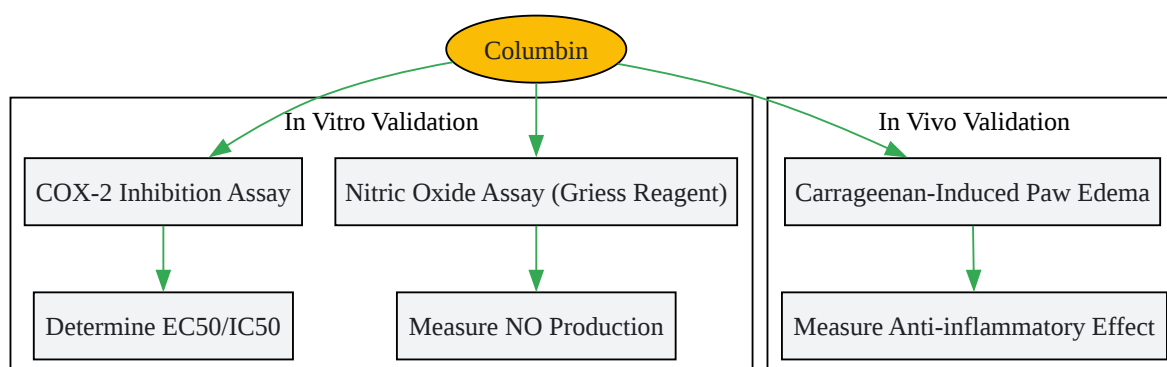 Columbin
In Vitro Validation
In Vivo Validation
COX-2 Inhibition Assay
Nitric Oxide Assay (Griess Reagent)
Carrageenan-Induced Paw Edema
Determine EC50/IC50
Measure NO Production
Measure Anti-inflammatory Effect